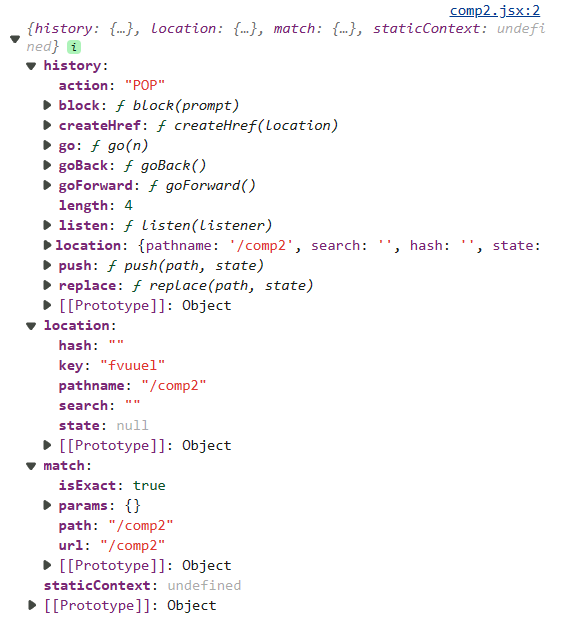 comp2.jsx:2
{history: {…}, location: {…}, match: {…}, staticContext: undefi
ned} i
history:
action: "POP"
block: ƒ block(prompt)
createHref: ƒ createHref(location)
go: ƒ go(n)
goBack: ƒ goBack()
goForward: ƒ goForward()
length: 4
listen: ƒ listen(listener)
location: {pathname: '/comp2', search: '', hash: '', state:
push: ƒ push(path, state)
replace: ƒ replace(path, state)
[[Prototype]]: Object
location:
hash: ""
key: "fvuuel"
pathname: "/comp2"
search: ""
state: null
[[Prototype]]: Object
match:
isExact: true
params: {}
path: "/comp2"
url: "/comp2"
[[Prototype]]: Object
staticContext: undefined
[[Prototype]]: Object